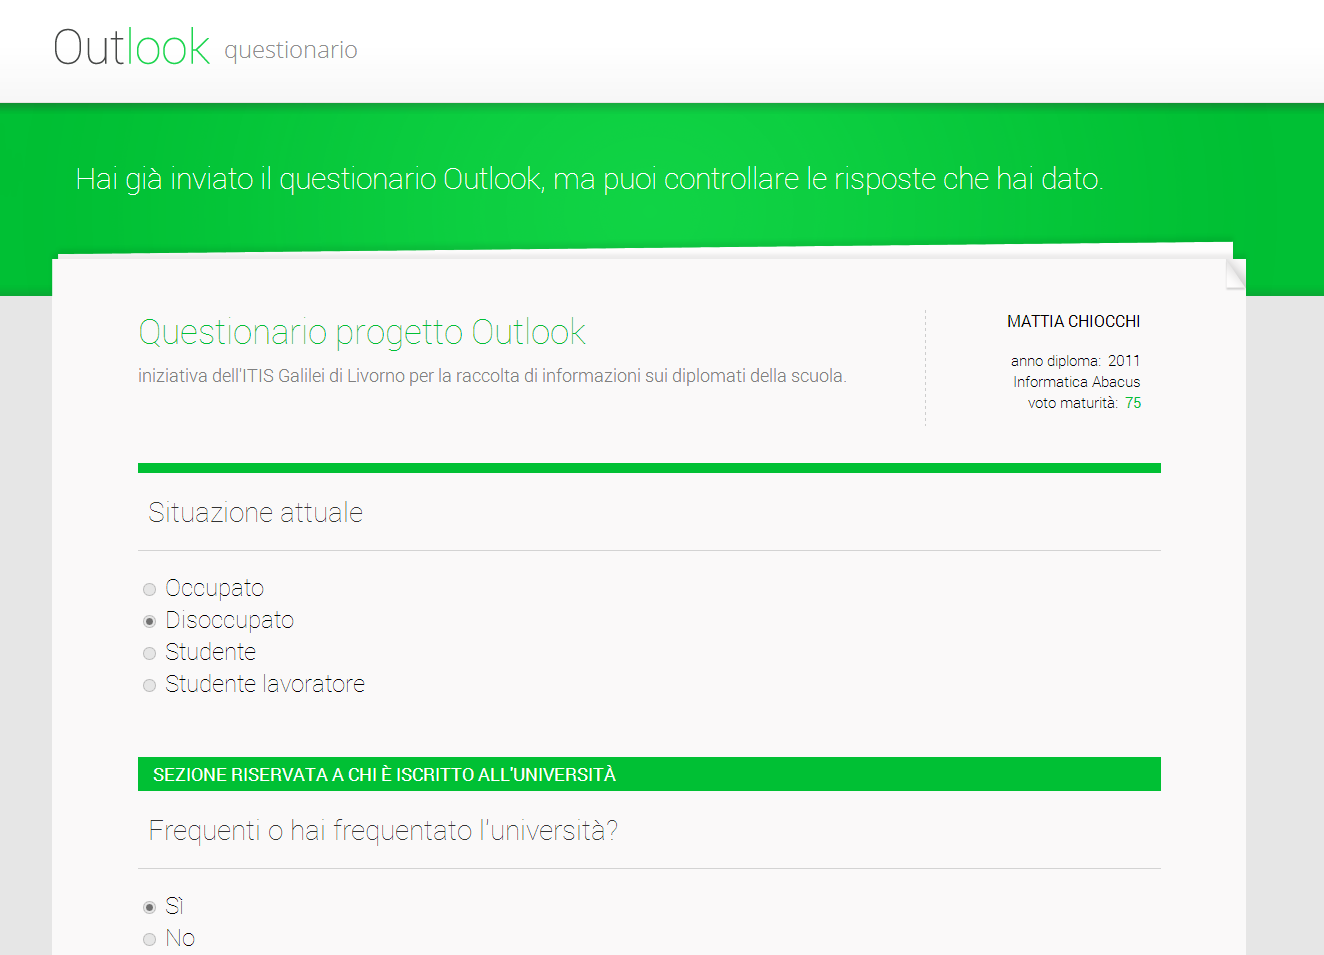 Outlook questionario
Hai già inviato il questionario Outlook, ma puoi controllare le risposte che hai dato.
Questionario progetto Outlook
iniziativa dell'ITIS Galilei di Livorno per la raccolta di informazioni sui diplomati della scuola.
MATTIA CHIOCCHI
anno diploma: 2011
Informatica Abacus
voto maturità: 75
Situazione attuale
Occupato
Disoccupato
Studente
Studente lavoratore
SEZIONE RISERVATA A CHI È ISCRITTO ALL'UNIVERSITÀ
Frequenti o hai frequentato l'università?
Sì
No